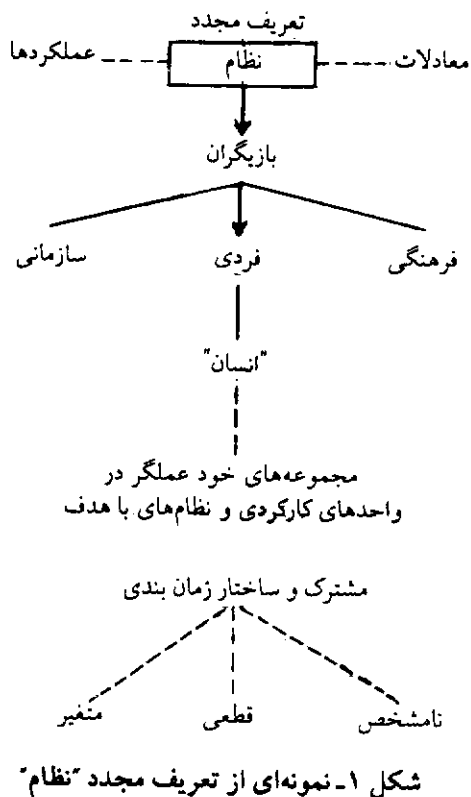 تعریف مجدد
معادلات نظام عملکردها
بازیگران
فرهنگی فردی سازمانی
"انسان"
مجموعه‌های خود عملگر در
واحدهای کارکردی و نظام‌های با هدف
مشترک و ساختار زمان بندی
نامشخص قطعی متغیر
شکل ۱ـ نمونه‌ای از تعریف مجدد "نظام"